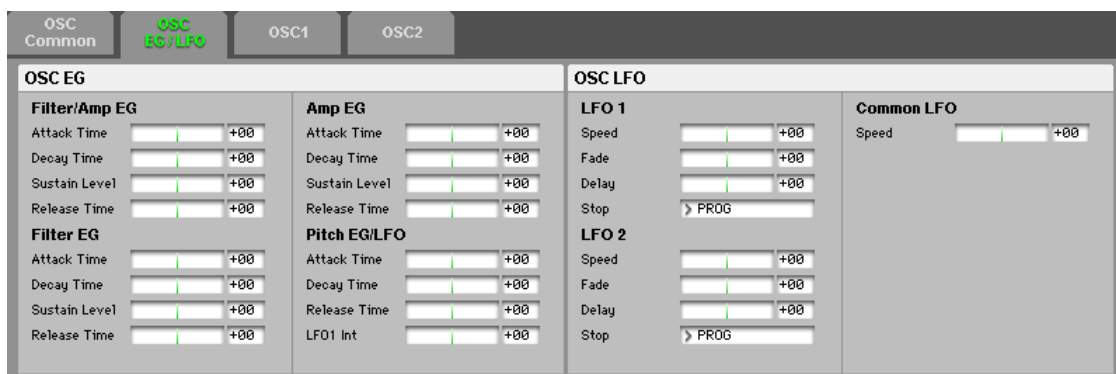 OSC
Common
OSC
EG/LFO
OSC1
OSC2
OSC EG
Filter/Amp EG
Attack Time +00
Decay Time +00
Sustain Level +00
Release Time +00
Filter EG
Attack Time +00
Decay Time +00
Sustain Level +00
Release Time +00
Amp EG
Attack Time +00
Decay Time +00
Sustain Level +00
Release Time +00
Pitch EG/LFO
Attack Time +00
Decay Time +00
Release Time +00
LFO1 Int +00
OSC LFO
LFO 1
Speed +00
Fade +00
Delay +00
Stop > PROG
LFO 2
Speed +00
Fade +00
Delay +00
Stop > PROG
Common LFO
Speed +00